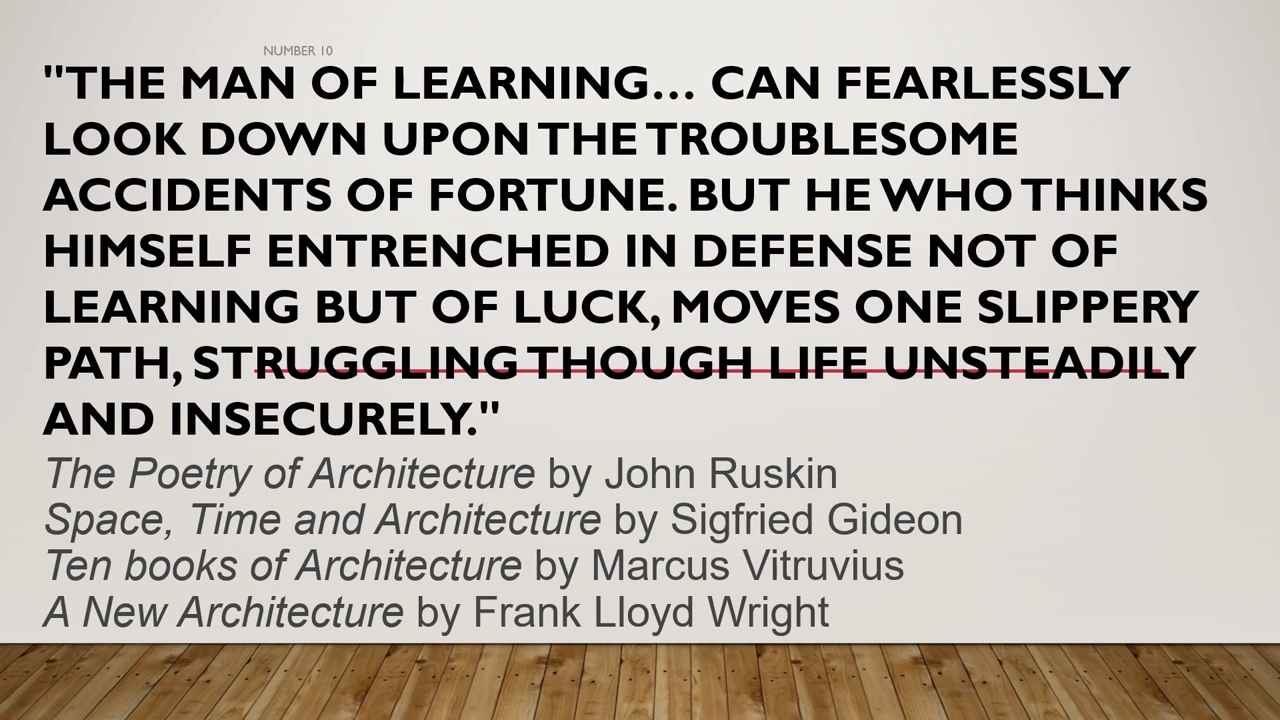 NUMBER 10
"THE MAN OF LEARNING... CAN FEARLESSLY
LOOK DOWN UPON THE TROUBLESOME
ACCIDENTS OF FORTUNE. BUT HE WHO THINKS
HIMSELF ENTRENCHED IN DEFENSE NOT OF
LEARNING BUT OF LUCK, MOVES ONE SLIPPERY
PATH, STRUGGLING THOUGH LIFE UNSTEADILY
AND INSECURELY."
The Poetry of Architecture by John Ruskin
Space, Time and Architecture by Sigfried Gideon
Ten books of Architecture by Marcus Vitruvius
A New Architecture by Frank Lloyd Wright